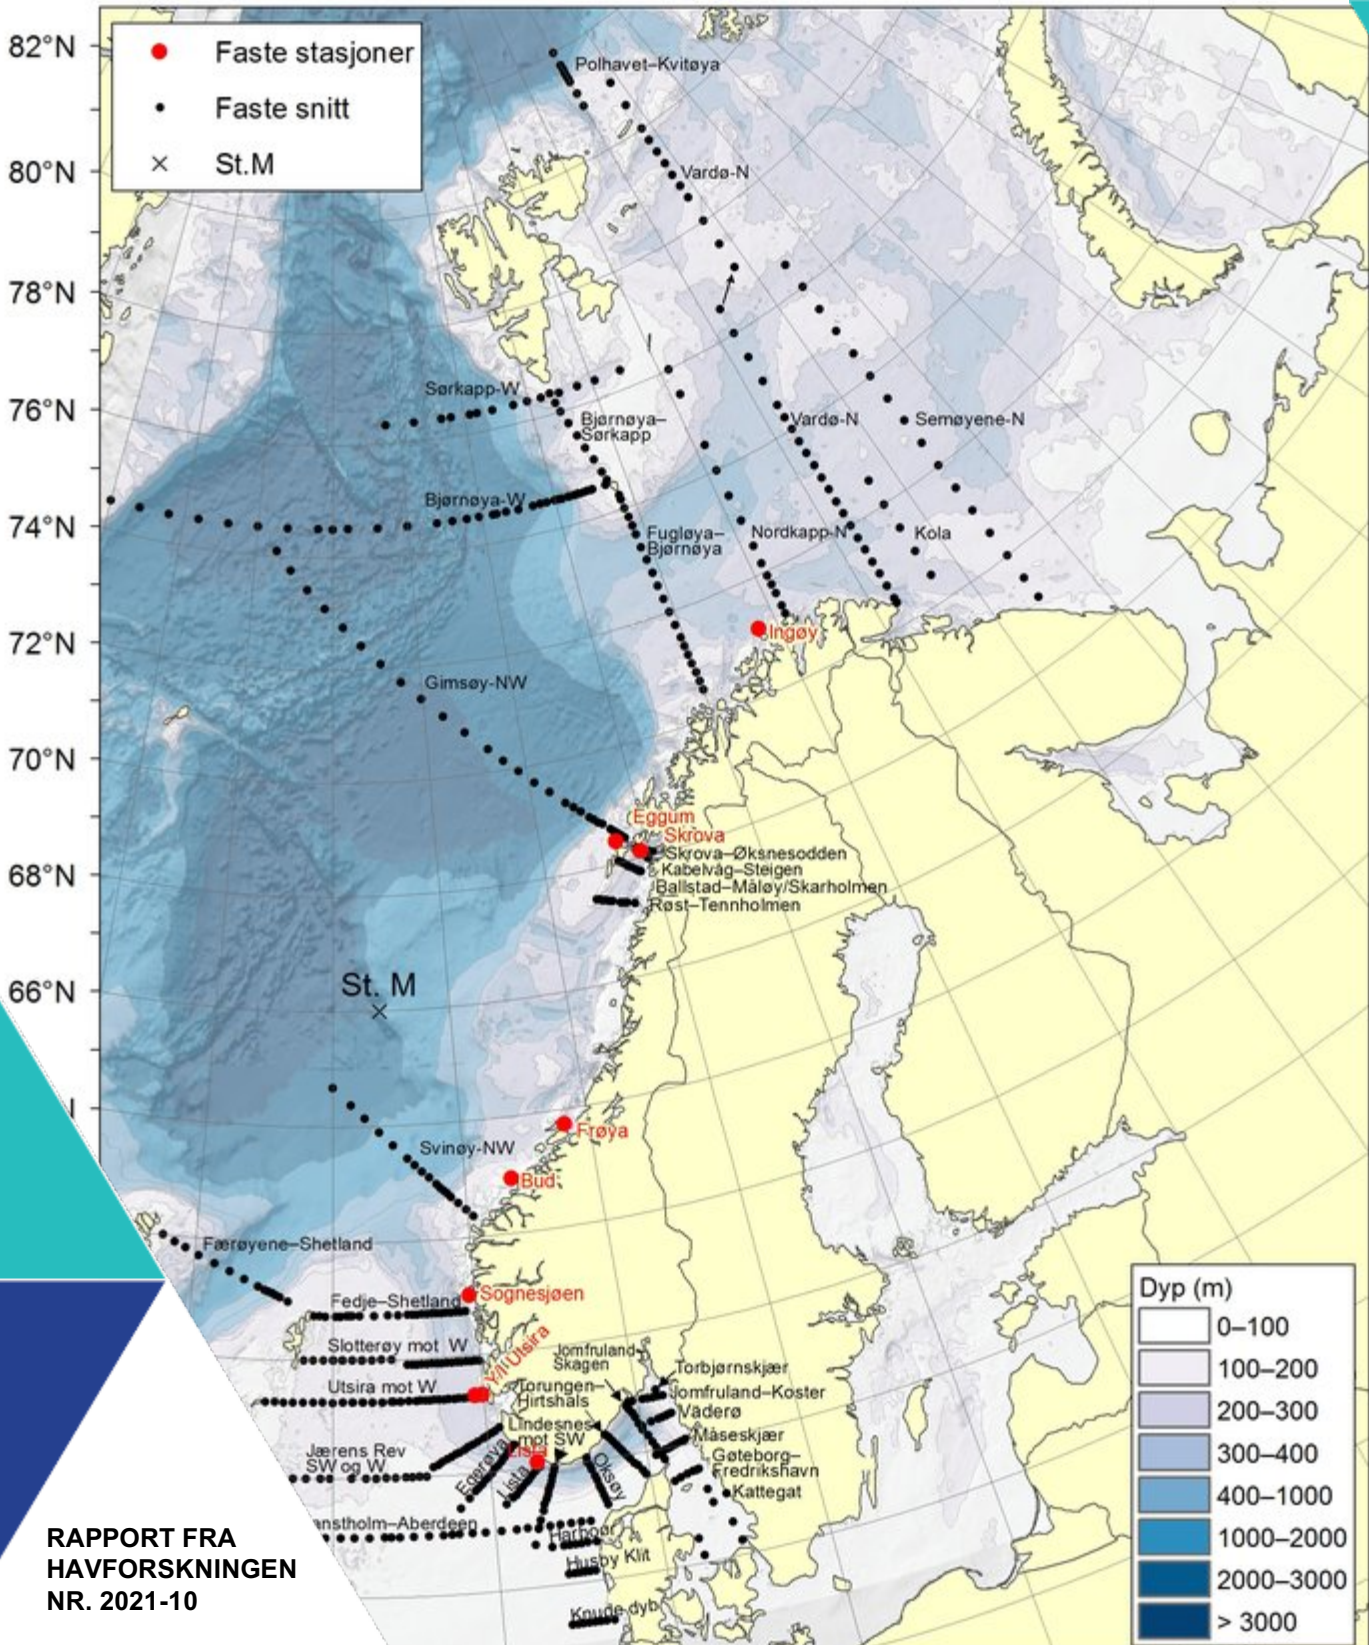 82°N
80°N
78°N
76°N
74°N
72°N
70°N
68°N
66°N
Faste stasjoner
Faste snitt
St.M
Polhavet–Kvitøya
Vardø-N
Sørkapp-W
Bjørnøya–
Sørkapp
Vardø-N
Semøyene-N
Bjørnøya-W
Fugløya–
Bjørnøya
Nordkapp-N
Kola
Ingøy
Gimsøy-NW
Eggum
Skrova
Skrova–Øksnesodden
Kabelvåg–Steigen
Ballstad–Måløy/Skarholmen
Røst–Tennholmen
St. M
Frøya
Svinøy-NW
Bud
Færøyene–Shetland
Sognesjøen
Fedje–Shetland
Slotterøy mot W
Y/I Utsira
Utsira mot W
Jomfruland–
Skagen
Torbjørnskjær
Torungen–
Hirtshals
Jomfruland–Koster
Väderø
Lindesnes
mot SW
Måseskjær
Jærens Rev
SW og W
Egerøya
Lista
Lista
Oksøy
Gøteborg–
Fredrikshavn
Kattegat
anstholm–Aberdeen
Harboør
Husby Klit
Knude dyb
Dyp (m)
0–100
100–200
200–300
300–400
400–1000
1000–2000
2000–3000
> 3000
RAPPORT FRA
HAVFORSKNINGEN
NR. 2021-10